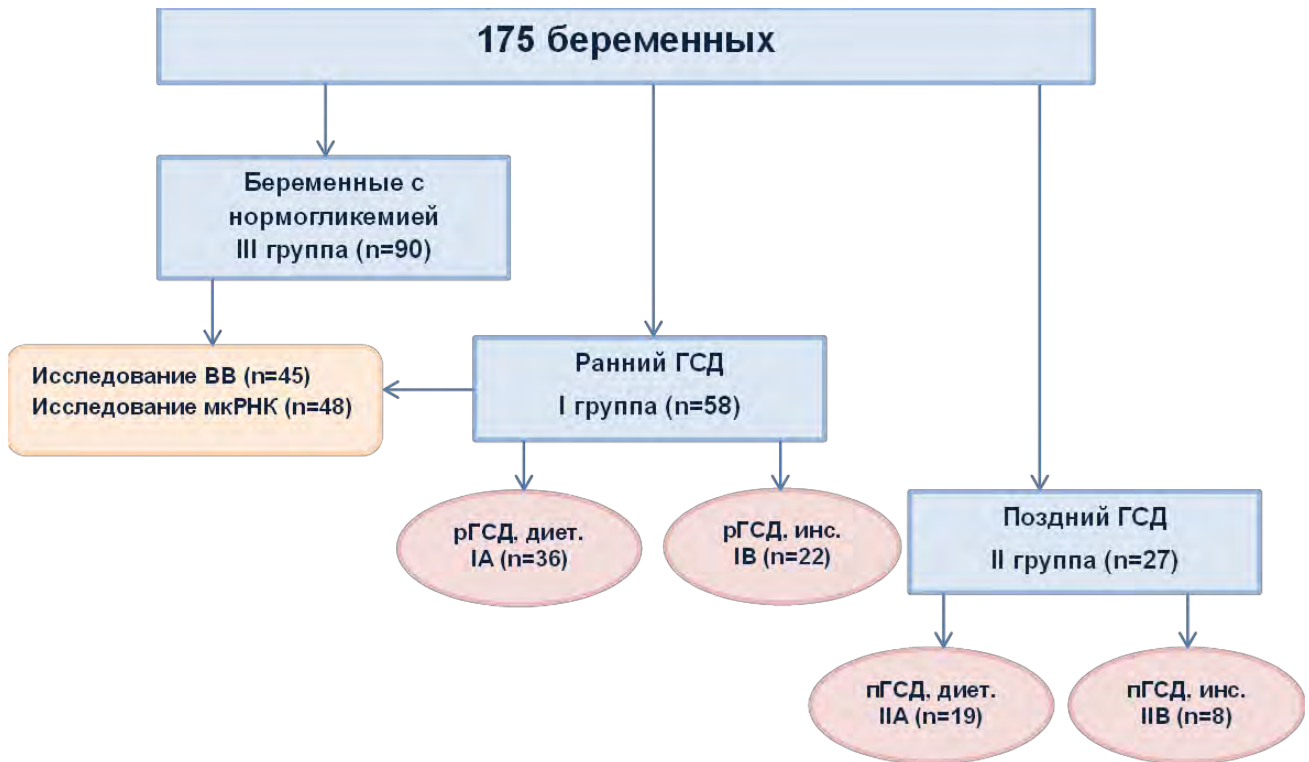 175 беременных
Беременные с
нормогликемией
III группа (n=90)
Исследование ВВ (n=45)
Исследование мкРНК (n=48)
Ранний ГСД
I группа (n=58)
рГСД, диет.
IA (n=36)
рГСД, инс.
IB (n=22)
Поздний ГСД
II группа (n=27)
пГСД, диет.
IIA (n=19)
пГСД, инс.
IIB (n=8)